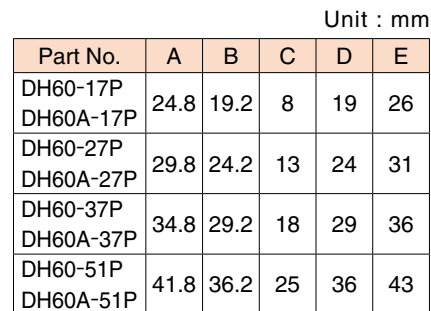 Unit : mm
Part No. A B C D E
DH60-17P
DH60A-17P
24.8 19.2 8 19 26
DH60-27P
DH60A-27P
29.8 24.2 13 24 31
DH60-37P
DH60A-37P
34.8 29.2 18 29 36
DH60-51P
DH60A-51P
41.8 36.2 25 36 43